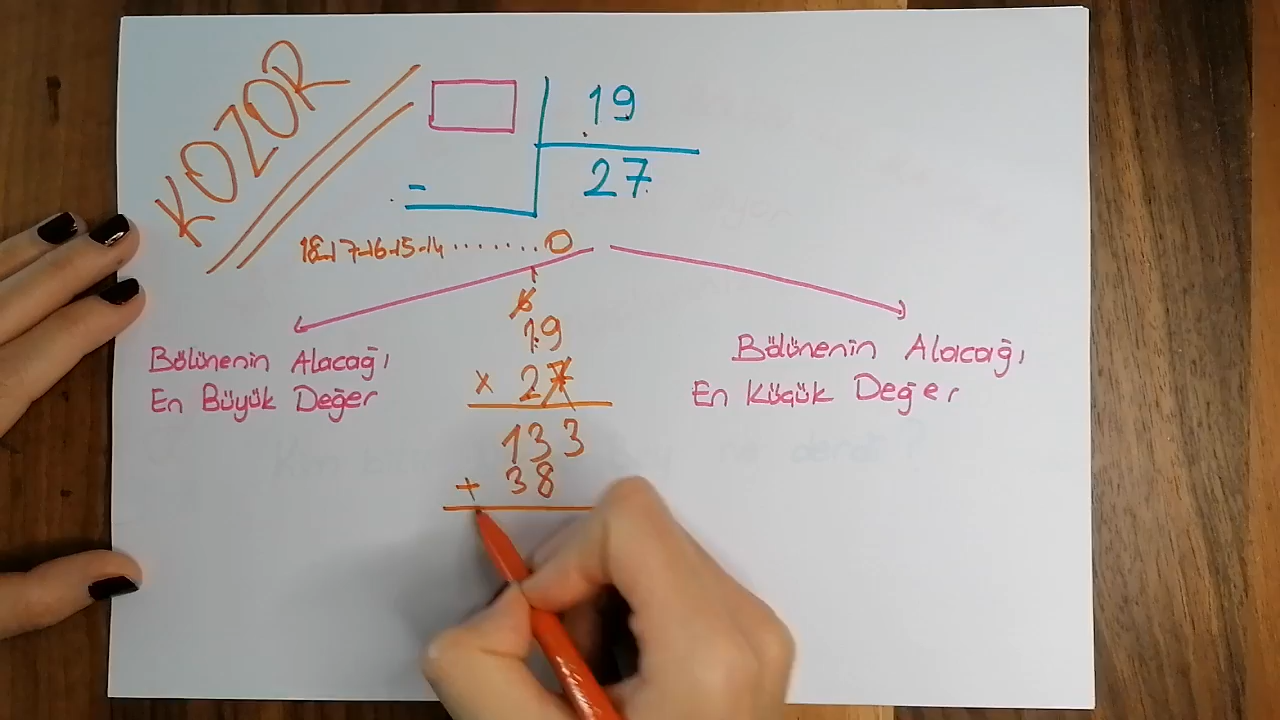 KOZOR
19
27
18-17-16-15-14 ........ 0
6
19
x 27
133
+ 38
Bölünenin Alacağı
En Büyük Değer
Bölünenin Alacağı
En Küçük Değer